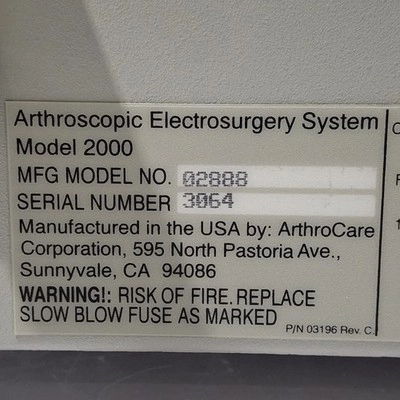 Arthroscopic Electrosurgery System
Model 2000
MFG MODEL NO. 02888
SERIAL NUMBER 3064
Manufactured in the USA by: ArthroCare
Corporation, 595 North Pastoria Ave.,
Sunnyvale, CA 94086
WARNING!: RISK OF FIRE. REPLACE
SLOW BLOW FUSE AS MARKED
P/N 03196 Rev. C.